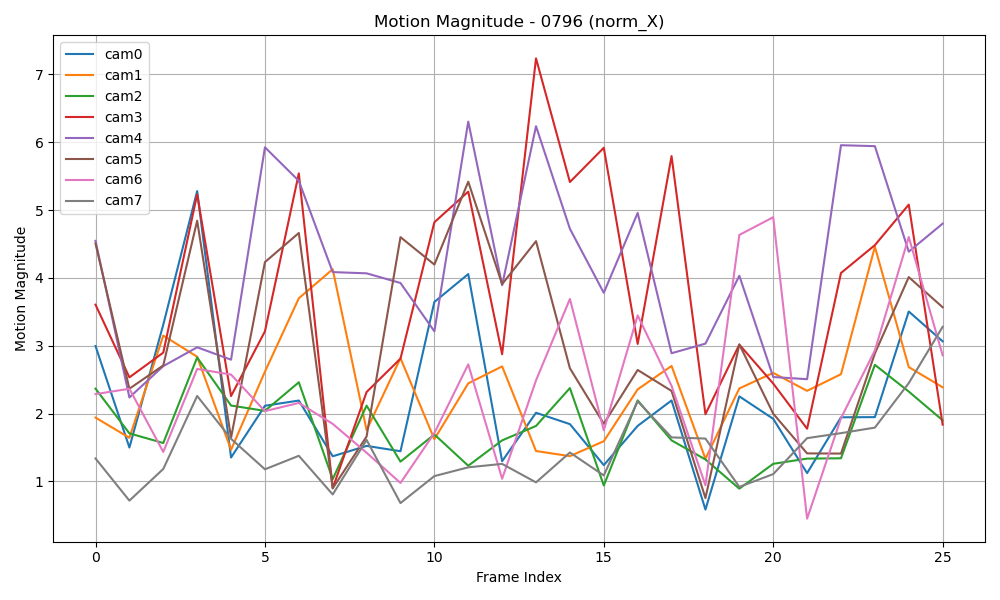 Motion Magnitude - 0796 (norm_X)
cam0
cam1
cam2
cam3
cam4
cam5
cam6
cam7
Motion Magnitude
7
6
5
4
3
2
1
0
5
10
15
20
25
Frame Index